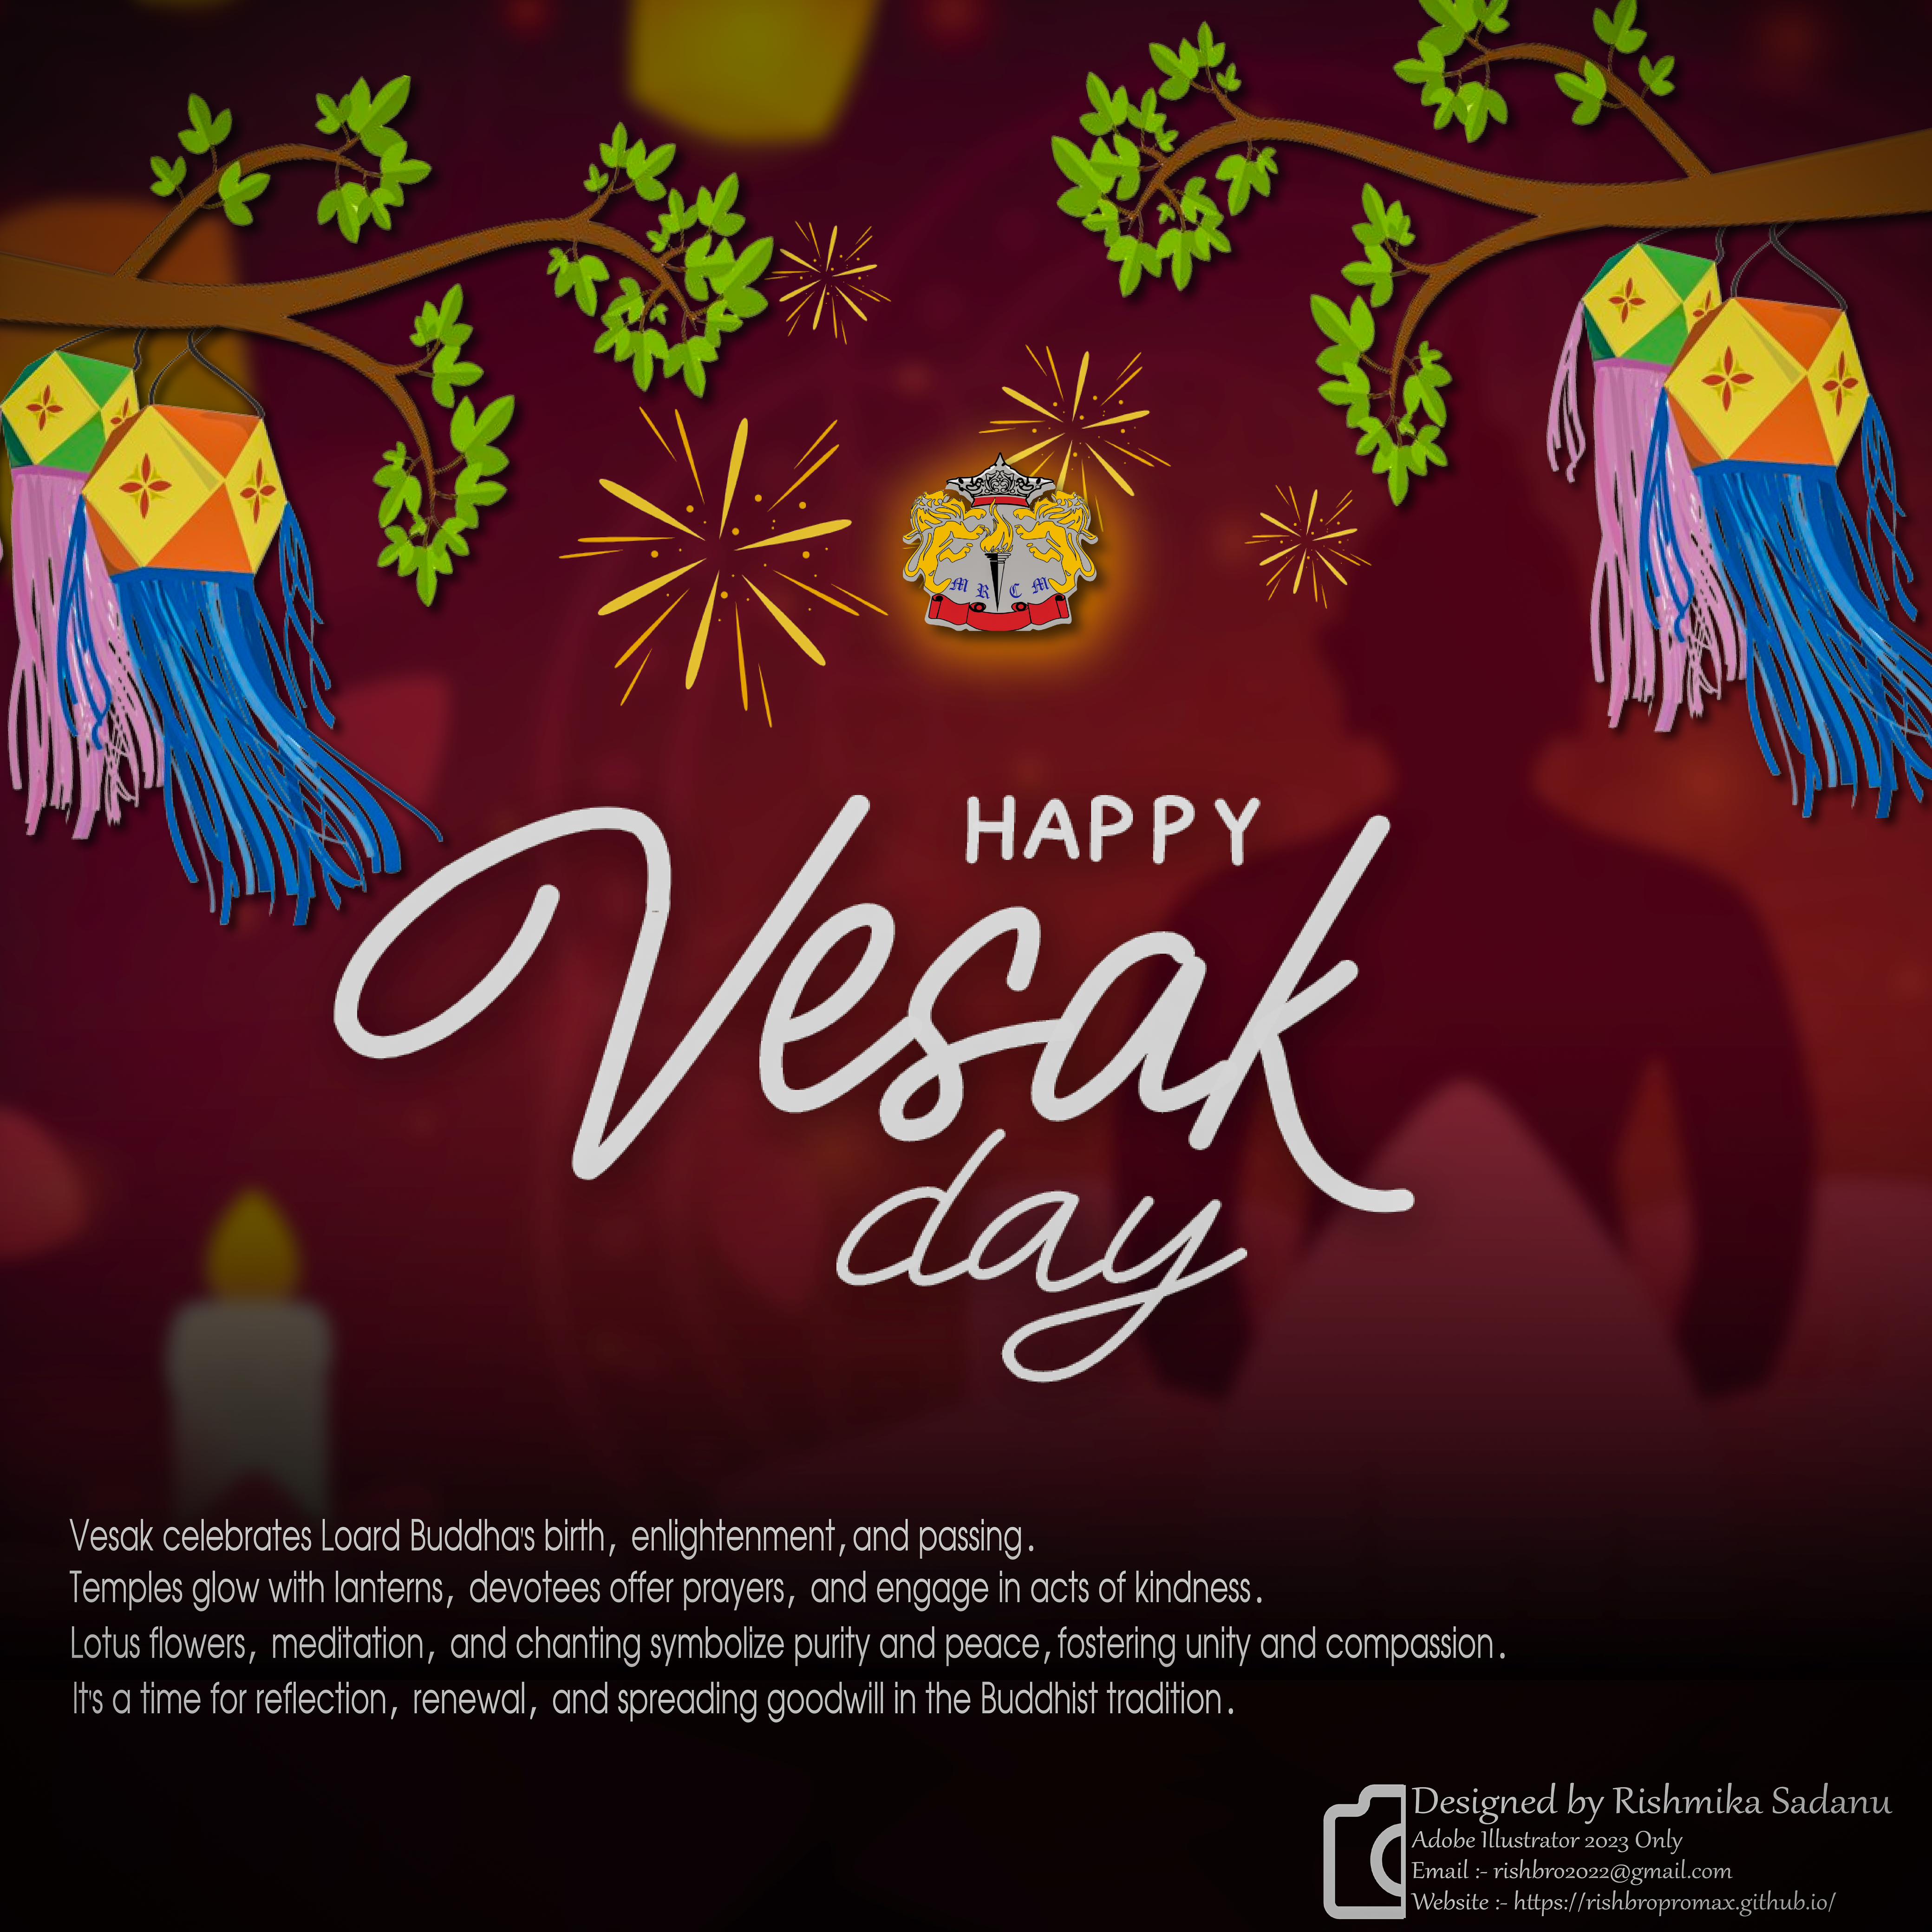 M R C M
HAPPY
Vesak
day
Vesak celebrates Loard Buddha's birth, enlightenment, and passing.
Temples glow with lanterns, devotees offer prayers, and engage in acts of kindness.
Lotus flowers, meditation, and chanting symbolize purity and peace, fostering unity and compassion.
It's a time for reflection, renewal, and spreading goodwill in the Buddhist tradition.
Designed by Rishmika Sadanu
Adobe Illustrator 2023 Only
Email :- rishbro2022@gmail.com
Website :- https://rishbropromax.github.io/